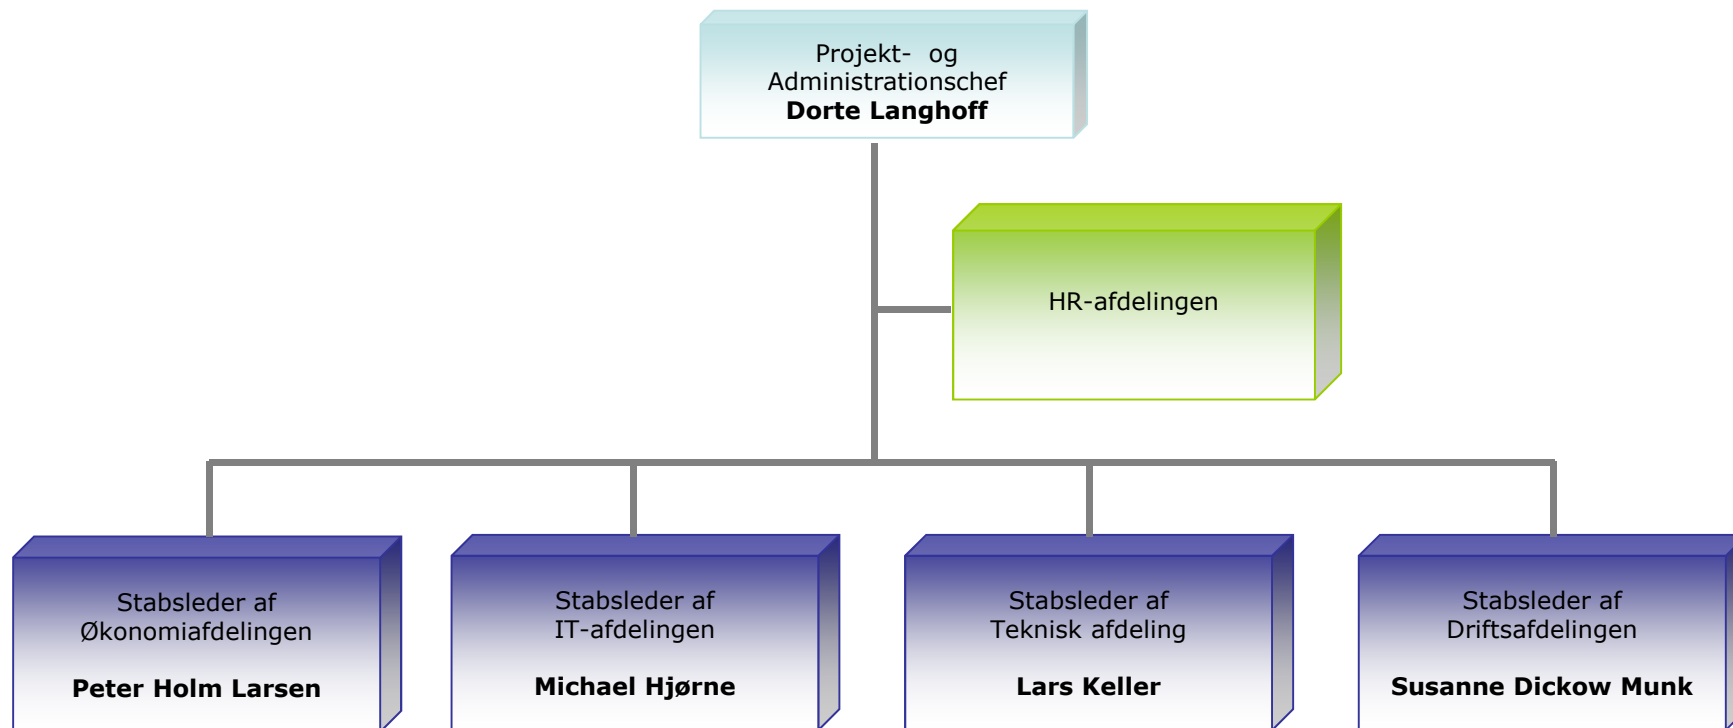 Projekt- og
Administrationschef
Dorte Langhoff
HR-afdelingen
Stabsleder af
Økonomiafdelingen
Peter Holm Larsen
Stabsleder af
IT-afdelingen
Michael Hjørne
Stabsleder af
Teknisk afdeling
Lars Keller
Stabsleder af
Driftsafdelingen
Susanne Dickow Munk